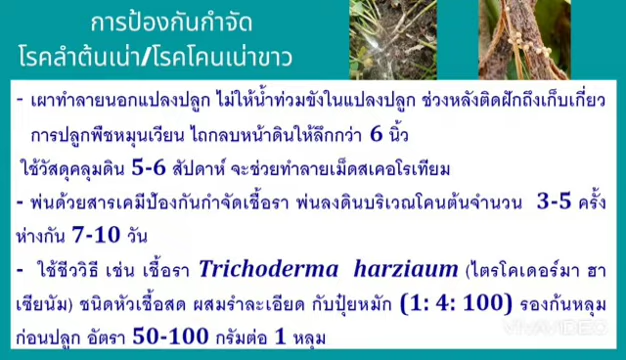 การป้องกันกำจัด
โรคลำต้นเน่า/โรคโคนเน่าขาว
- เผาทำลายนอกแปลงปลูก ไม่ให้น้ำท่วมขังในแปลงปลูก ช่วงหลังติดฝักถึงเก็บเกี่ยว
การปลูกพืชหมุนเวียน ไถกลบหน้าดินให้ลึกกว่า 6 นิ้ว
ใช้วัสดุคลุมดิน 5-6 สัปดาห์ จะช่วยทำลายเม็ดสเคอโรเทียม
- พ่นด้วยสารเคมีป้องกันกำจัดเชื้อรา พ่นลงดินบริเวณโคนต้นจำนวน 3-5 ครั้ง
ห่างกัน 7-10 วัน
- ใช้ชีววิธี เช่น เชื้อรา Trichoderma harziaum (ไตรโคเดอร์มา ฮา
เซียนัม) ชนิดหัวเชื้อสด ผสมรำละเอียด กับปุ๋ยหมัก (1: 4: 100) รองก้นหลุม
ก่อนปลูก อัตรา 50-100 กรัมต่อ 1 หลุม
VIVAVIDEO